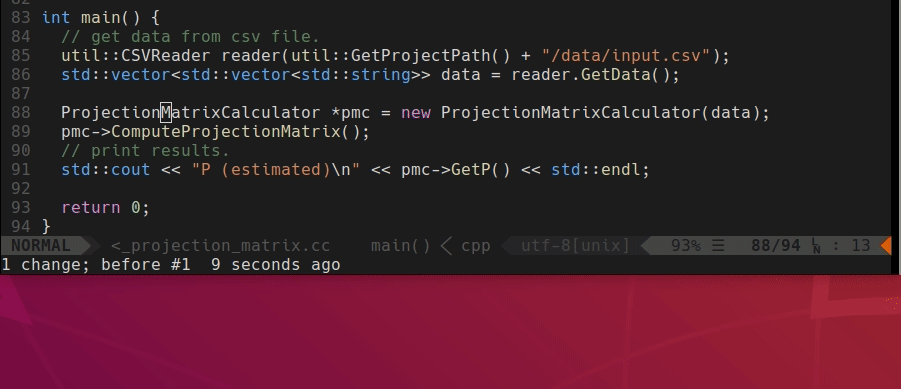 83 int main() {
84 // get data from csv file.
85 util::CSVReader reader(util::GetProjectPath() + "/data/input.csv");
86 std::vector<std::vector<std::string>> data = reader.GetData();
87
88 ProjectionMatrixCalculator *pmc = new ProjectionMatrixCalculator(data);
89 pmc->ComputeProjectionMatrix();
90 // print results.
91 std::cout << "P (estimated)\n" << pmc->GetP() << std::endl;
92
93 return 0;
94 }
NORMAL <_projection_matrix.cc main() < cpp utf-8[unix] 93% ☰ 88/94 ㏑ : 13
1 change; before #1 9 seconds ago